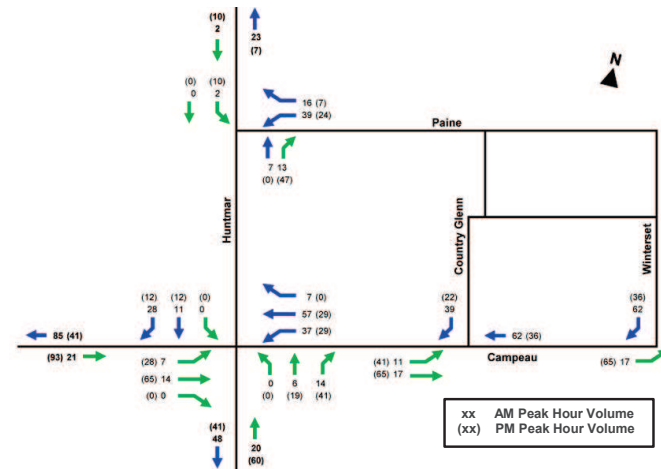 (10)
2
23
(7)
N
(0) (10)
0 2
16 (7)
39 (24)
Paine
7 13
(0) (47)
Huntmar
Country Glenn
Winterset
(12) (12) (0)
28 11 0
7 (0)
57 (29)
37 (29)
(22)
39
(36)
62
85 (41)
62 (36)
(93) 21
(28) 7
(65) 14
(0) 0
0 6 14
(0) (19) (41)
(41) 11
(65) 17
Campeau
(65) 17
(41)
48
20
(60)
xx AM Peak Hour Volume
(xx) PM Peak Hour Volume